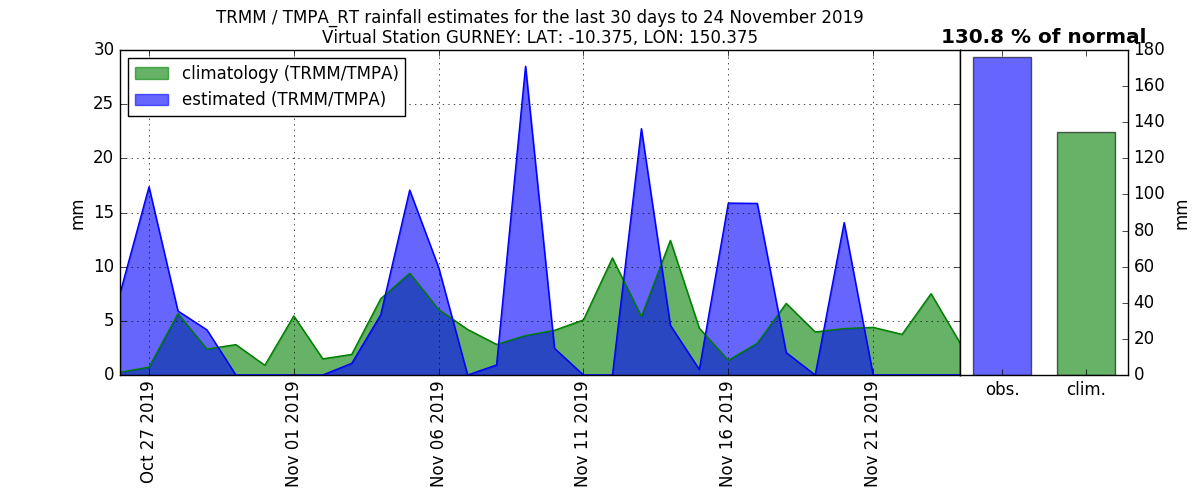 TRMM / TMPA_RT rainfall estimates for the last 30 days to 24 November 2019
Virtual Station GURNEY: LAT: -10.375, LON: 150.375
130.8 % of normal
climatology (TRMM/TMPA)
estimated (TRMM/TMPA)
30
25
20
15
10
5
0
mm
Oct 27 2019
Nov 01 2019
Nov 06 2019
Nov 11 2019
Nov 16 2019
Nov 21 2019
180
160
140
120
100
80
60
40
20
0
mm
obs.
clim.